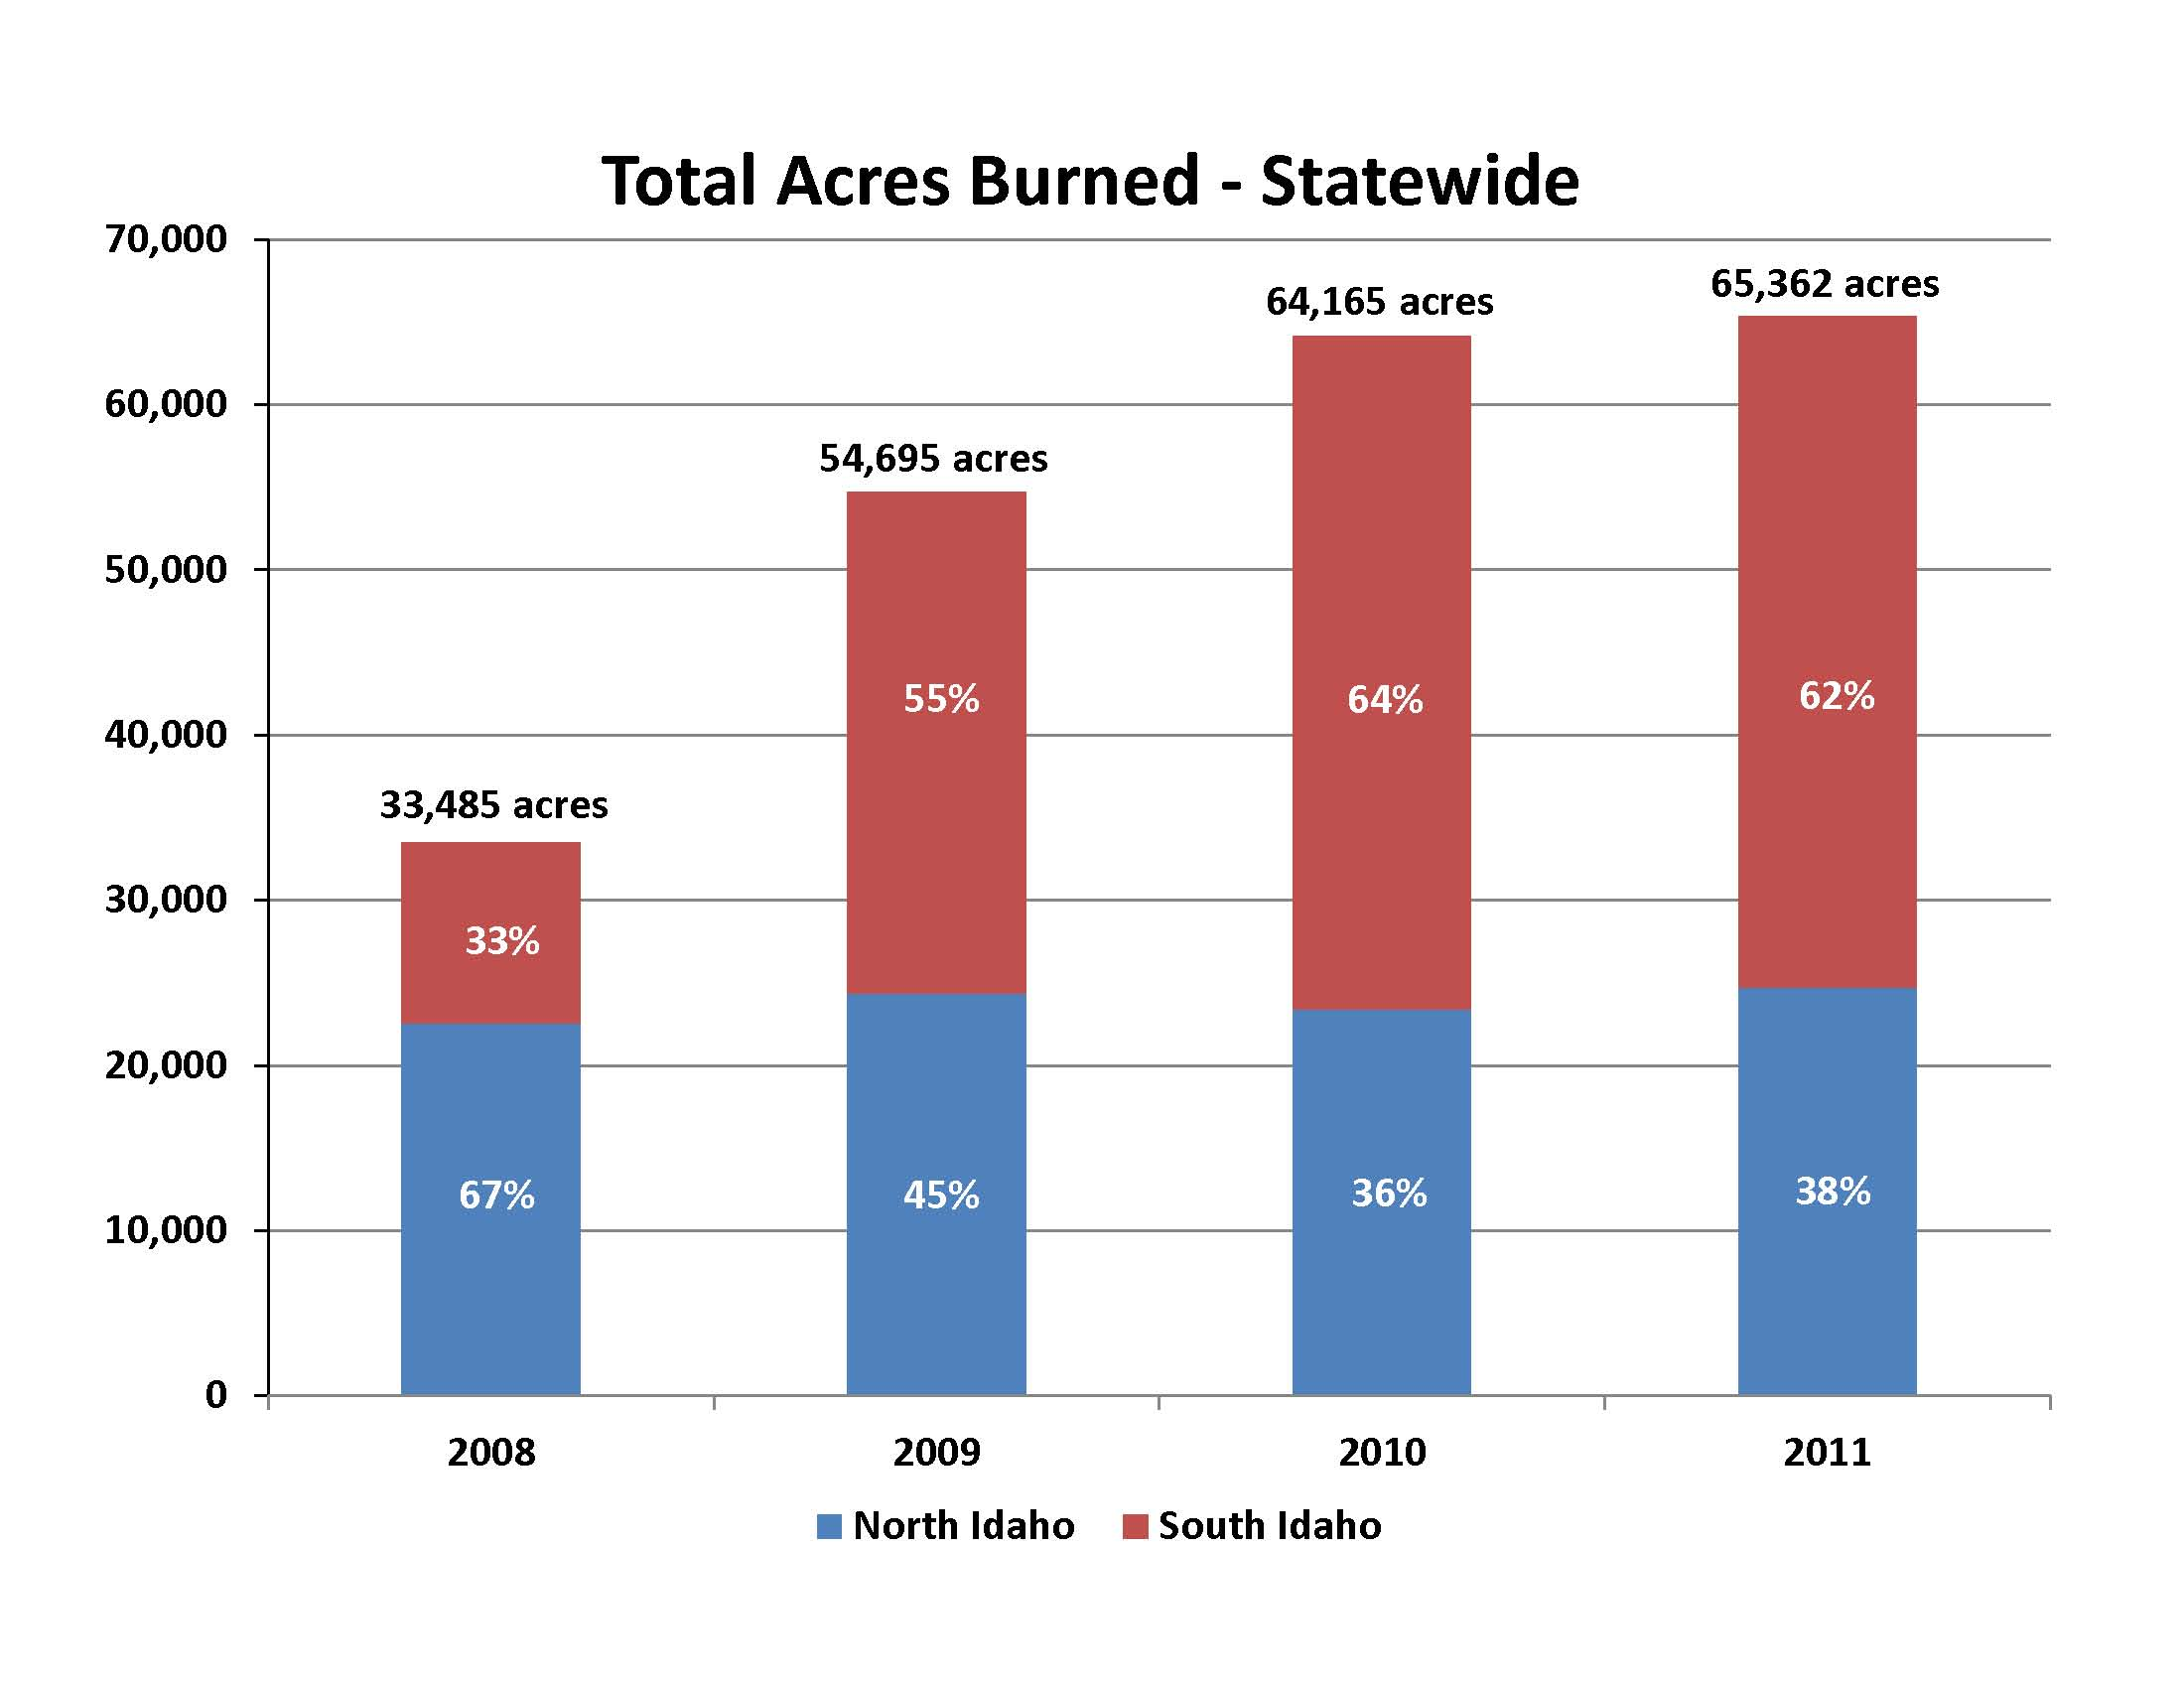 Total Acres Burned - Statewide
70,000
60,000
50,000
40,000
30,000
20,000
10,000
0
33,485 acres
54,695 acres
64,165 acres
65,362 acres
33%
55%
64%
62%
67%
45%
36%
38%
2008
2009
2010
2011
North Idaho
South Idaho